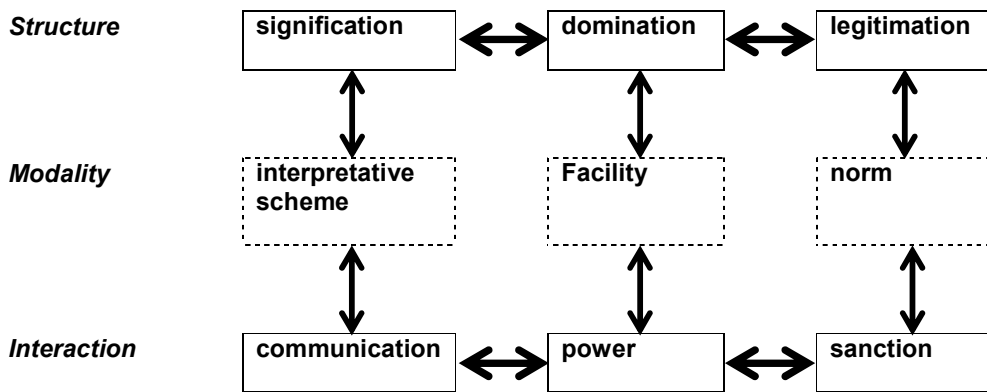 Structure signification domination legitimation
Modality interpretative scheme Facility norm
Interaction communication power sanction